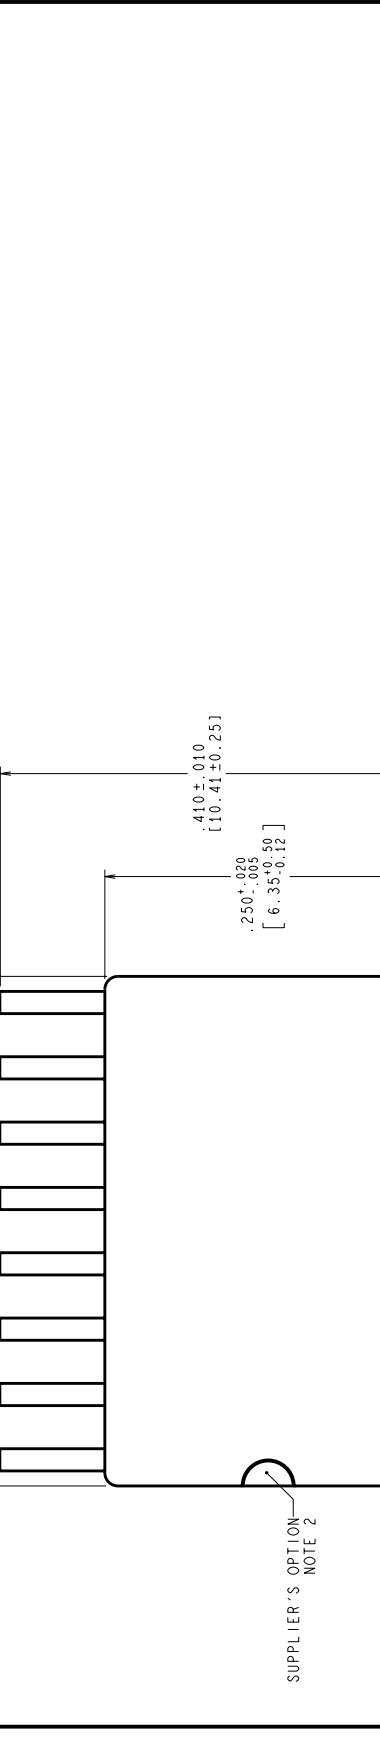 .410±.010
[10.41±0.25]
.250+.020
-.005
[ 6.35+0.50 ]
-0.12
SUPPLIER'S OPTION
NOTE 2